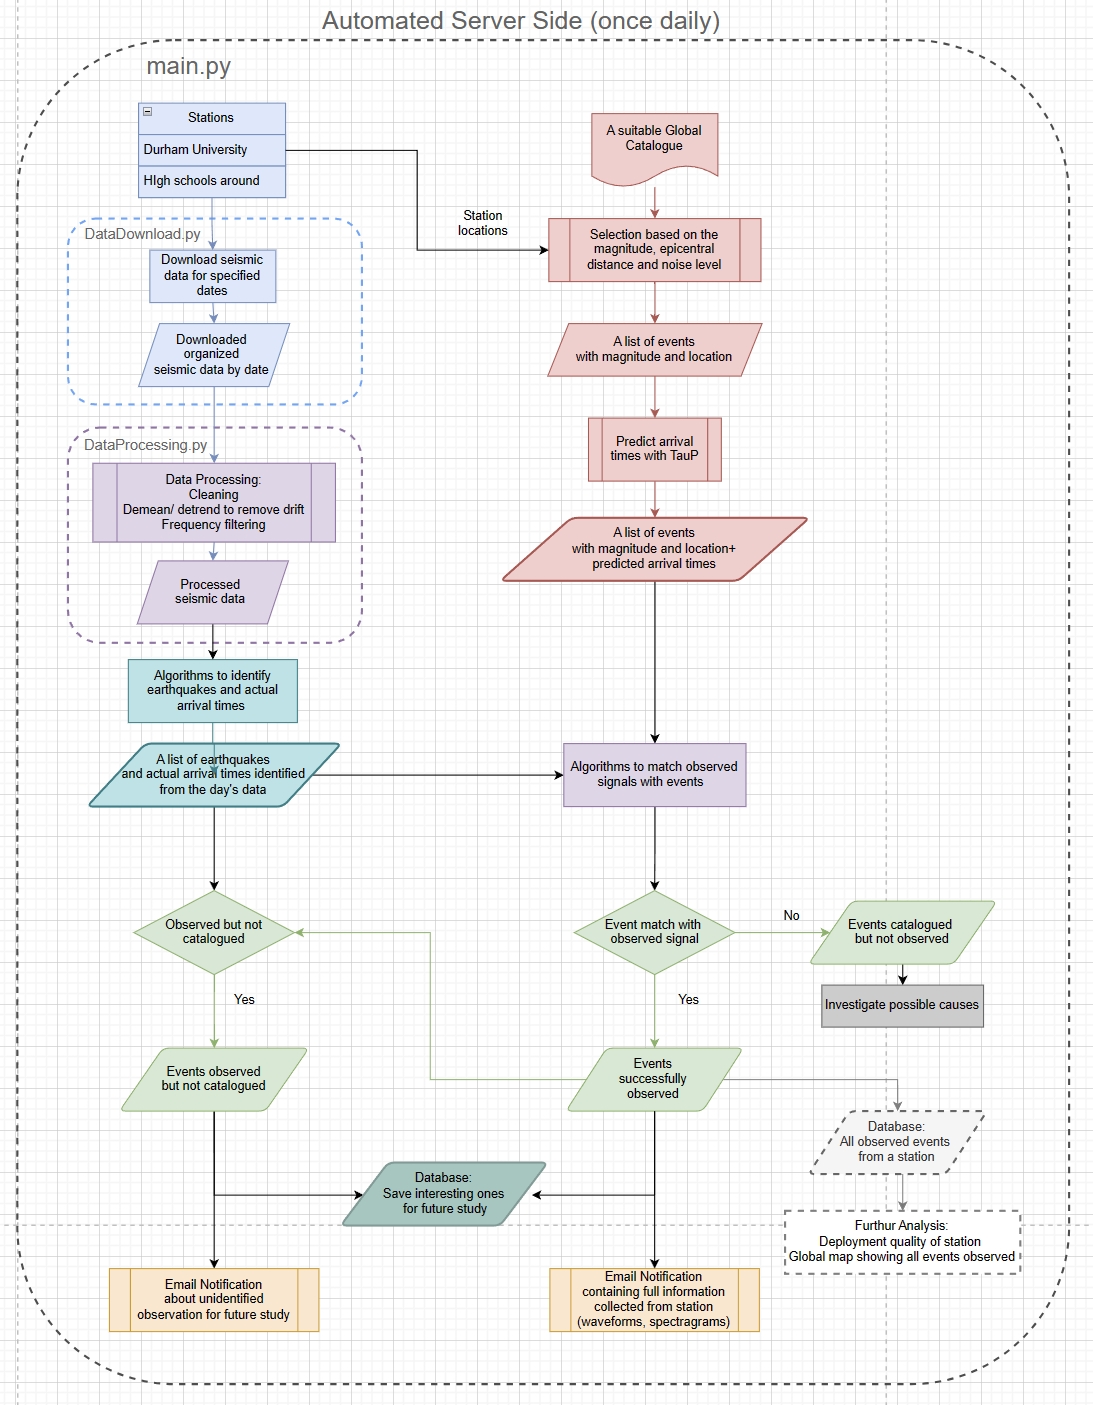 Automated Server Side (once daily)
main.py
Stations
Durham University
HIgh schools around
A suitable Global
Catalogue
Station
locations
DataDownload.py
Download seismic
data for specified
dates
Selection based on the
magnitude, epicentral
distance and noise level
Downloaded
organized
seismic data by date
A list of events
with magnitude and location
DataProcessing.py
Data Processing:
Cleaning
Demean/ detrend to remove drift
Frequency filtering
Predict arrival
times with TauP
A list of events
with magnitude and location+
predicted arrival times
Processed
seismic data
Algorithms to identify
earthquakes and actual
arrival times
A list of earthquakes
and actual arrival times identified
from the day's data
Algorithms to match observed
signals with events
Observed but not
catalogued
Event match with
observed signal
No
Events catalogued
but not observed
Investigate possible causes
Yes
Yes
Events observed
but not catalogued
Events
successfully
observed
Database:
All observed events
from a station
Database:
Save interesting ones
for future study
Furthur Analysis:
Deployment quality of station
Global map showing all events observed
Email Notification
about unidentified
observation for future study
Email Notification
containing full information
collected from station
(waveforms, spectragrams)